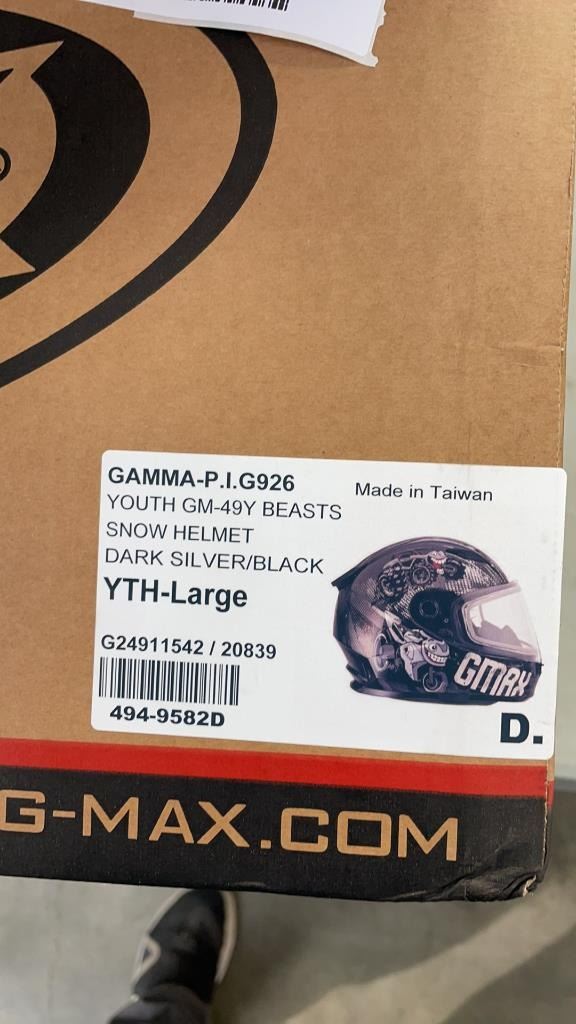 GAMMA-P.I.G926
Made in Taiwan
YOUTH GM-49Y BEASTS
SNOW HELMET
DARK SILVER/BLACK
YTH-Large
G24911542 / 20839
494-9582D
GMAX
D.
G-MAX.COM